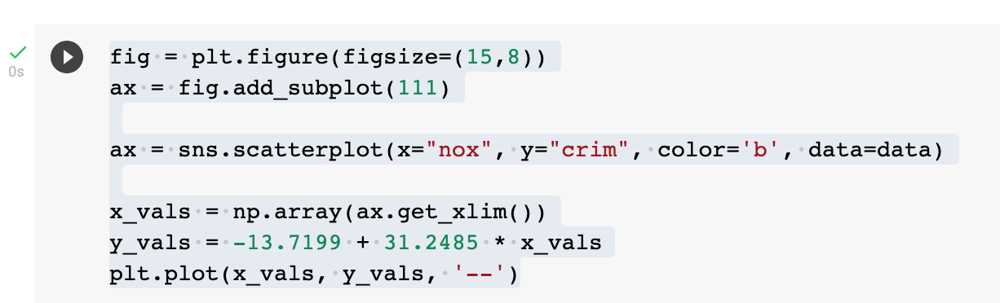 fig = plt.figure(figsize=(15,8))
ax = fig.add_subplot(111)
ax = sns.scatterplot(x="nox", y="crim", color='b', data=data)
x_vals = np.array(ax.get_xlim())
y_vals = -13.7199 + 31.2485 * x_vals
plt.plot(x_vals, y_vals, '--')
0s